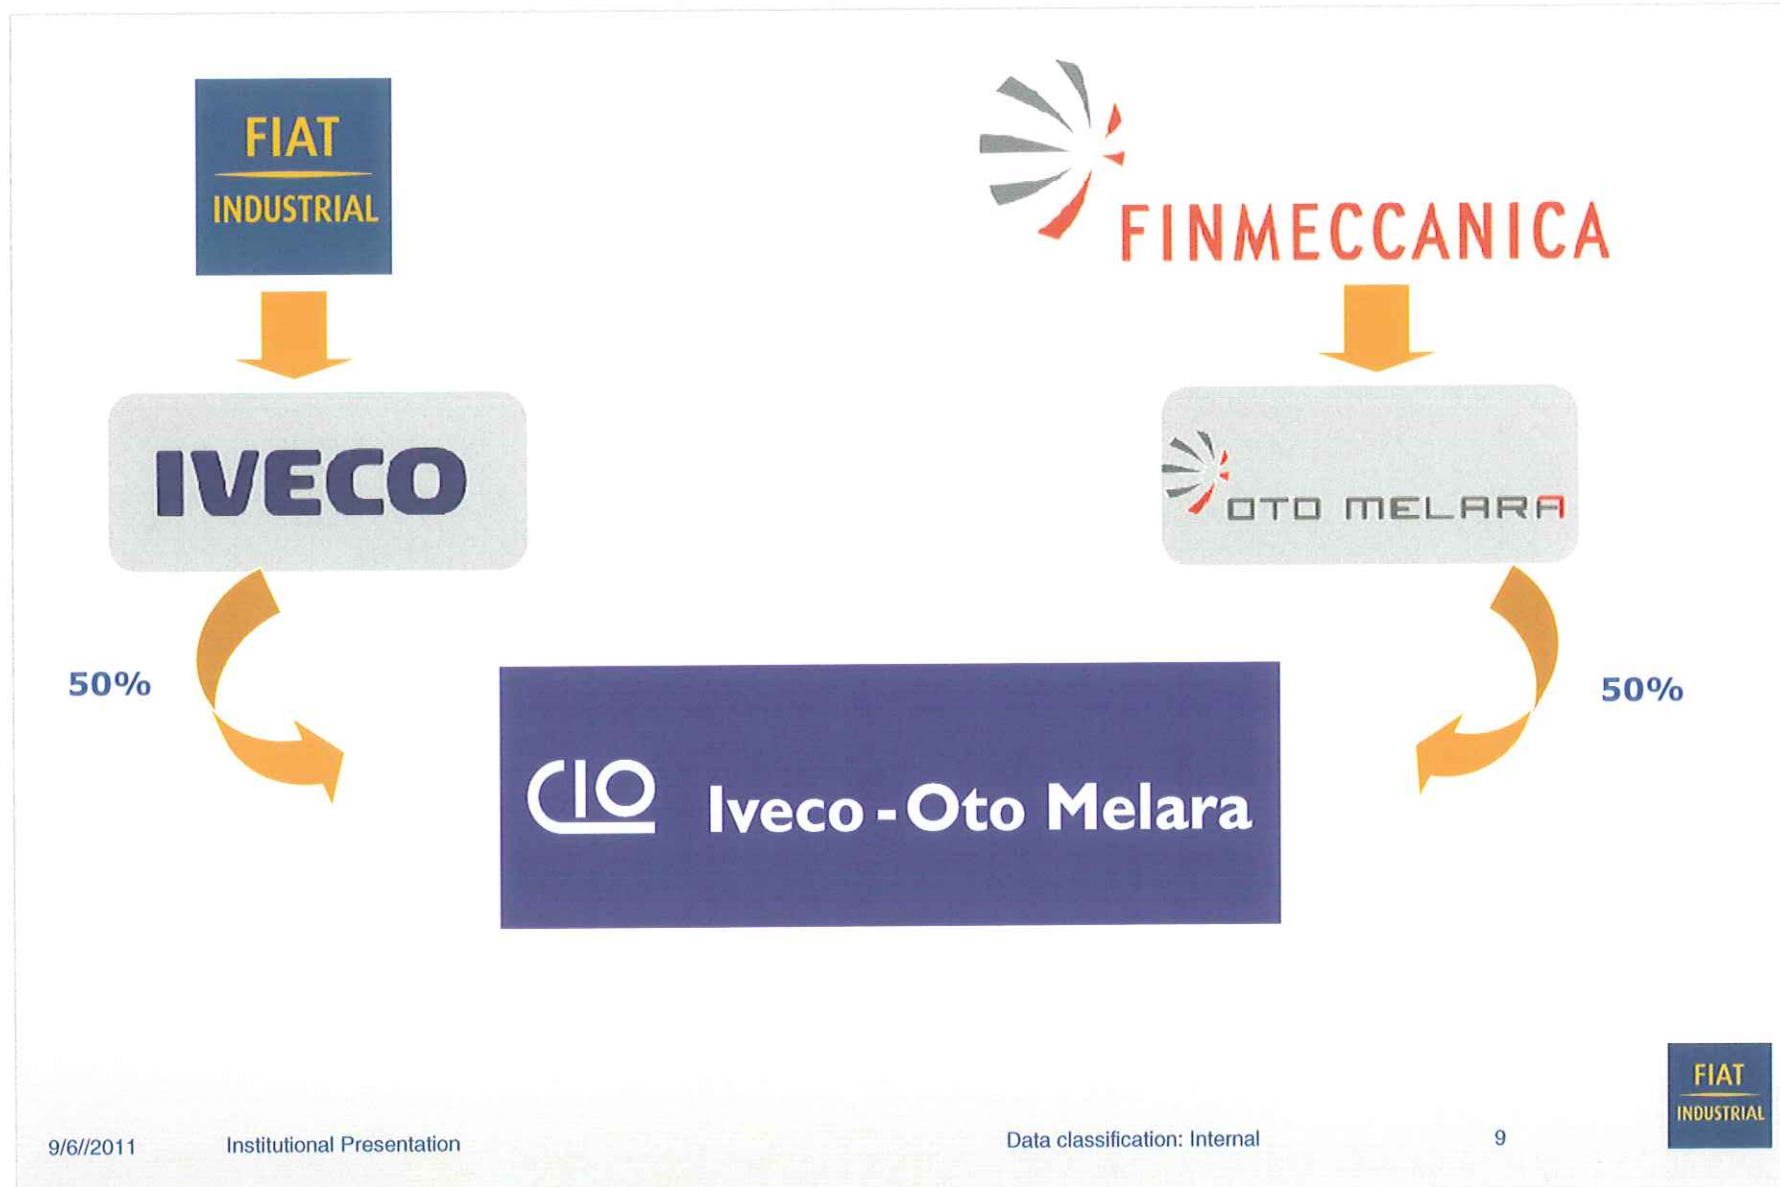 FIAT
INDUSTRIAL
FINMECCANICA
IVECO
OTO MELARA
50%
50%
CIO Iveco - Oto Melara
FIAT
INDUSTRIAL
9/6//2011 Institutional Presentation Data classification: Internal 9